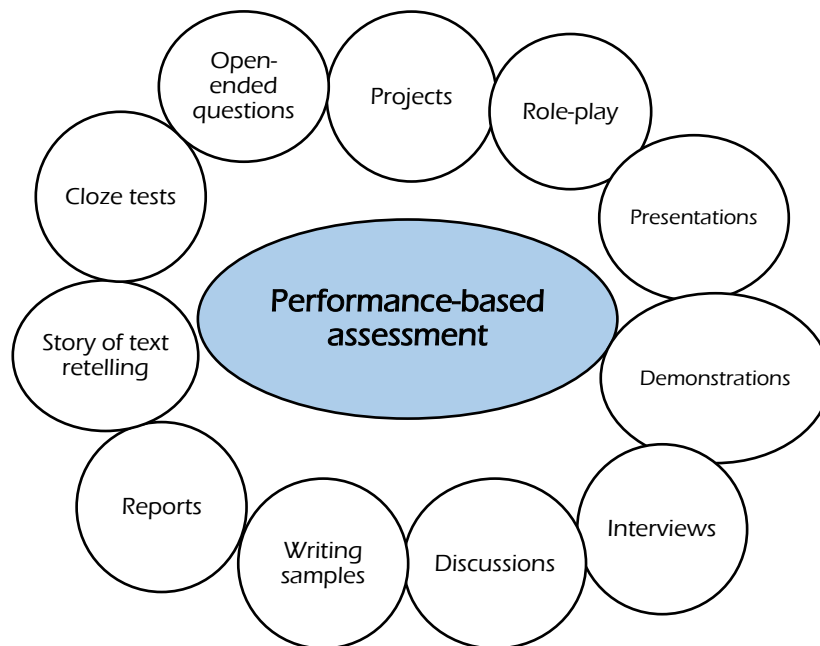 Open-
ended
questions
Projects
Role-play
Presentations
Demonstrations
Interviews
Discussions
Writing
samples
Reports
Story of text
retelling
Cloze tests
Performance-based
assessment